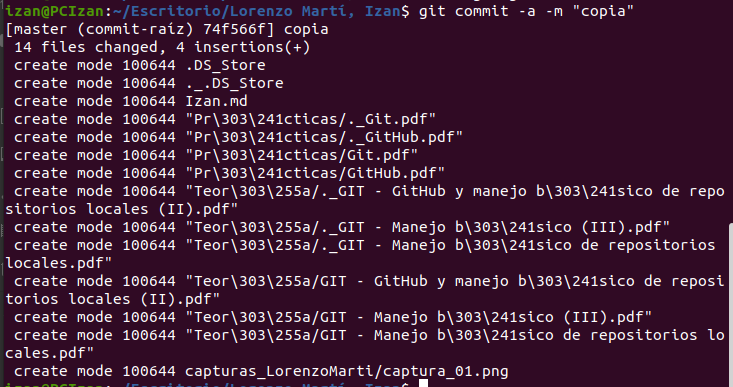 izan@PCIzan:~/Escritorio/Lorenzo Martí, Izan$ git commit -a -m "copia"
[master (commit-raíz) 74f566f] copia
 14 files changed, 4 insertions(+)
 create mode 100644 .DS_Store
 create mode 100644 ._.DS_Store
 create mode 100644 Izan.md
 create mode 100644 "Pr\303\241cticas/._Git.pdf"
 create mode 100644 "Pr\303\241cticas/._GitHub.pdf"
 create mode 100644 "Pr\303\241cticas/Git.pdf"
 create mode 100644 "Pr\303\241cticas/GitHub.pdf"
 create mode 100644 "Teor\303\255a/._GIT - GitHub y manejo b\303\241sico de repo
sitorios locales (II).pdf"
 create mode 100644 "Teor\303\255a/._GIT - Manejo b\303\241sico (III).pdf"
 create mode 100644 "Teor\303\255a/._GIT - Manejo b\303\241sico de repositorios 
locales.pdf"
 create mode 100644 "Teor\303\255a/GIT - GitHub y manejo b\303\241sico de reposi
torios locales (II).pdf"
 create mode 100644 "Teor\303\255a/GIT - Manejo b\303\241sico (III).pdf"
 create mode 100644 "Teor\303\255a/GIT - Manejo b\303\241sico de repositorios lo
cales.pdf"
 create mode 100644 capturas_LorenzoMarti/captura_01.png
izan@PCIzan:~/Escritorio/Lorenzo Martí, Izan$